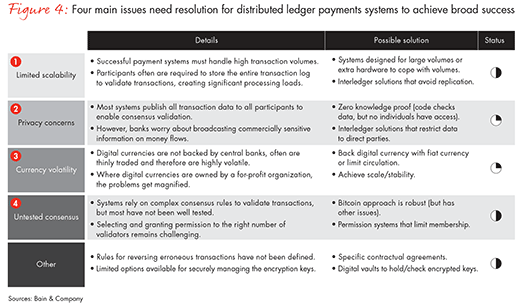 Figure 4: Four main issues need resolution for distributed ledger payments systems to achieve broad success
Details
Possible solution
Status
1
Limited scalability
• Successful payment systems must handle high transaction volumes.
• Participants often are required to store the entire transaction log
to validate transactions, creating significant processing loads.
• Systems designed for large volumes or
extra hardware to cope with volumes.
• Interledger solutions that avoid replication.
2
Privacy concerns
• Most systems publish all transaction data to all participants to
enable consensus validation.
• However, banks worry about broadcasting commercially sensitive
information on money flows.
• Zero knowledge proof (code checks
data, but no individuals have access).
• Interledger solutions that restrict data
to direct parties.
3
Currency volatility
• Digital currencies are not backed by central banks, often are
thinly traded and therefore are highly volatile.
• Where digital currencies are owned by a for-profit organization,
the problems get magnified.
• Back digital currency with fiat currency
or limit circulation.
• Achieve scale/stability.
4
Untested consensus
• Systems rely on complex consensus rules to validate transactions,
but most have not been well tested.
• Selecting and granting permission to the right number of
validators remains challenging.
• Bitcoin approach is robust (but has
other issues).
• Permission systems that limit membership.
Other
• Rules for reversing erroneous transactions have not been defined.
• Limited options available for securely managing the encryption keys.
• Specific contractual agreements.
• Digital vaults to hold/check encrypted keys.
Sources: Bain & Company